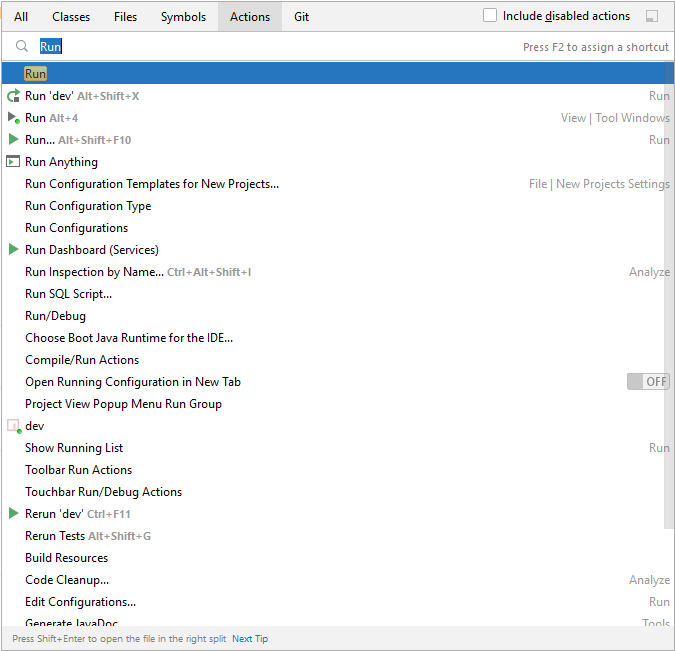 All Classes Files Symbols Actions Git Include disabled actions
Run Press F2 to assign a shortcut
Run
Run 'dev' Alt+Shift+X Run
Run Alt+4 View | Tool Windows
Run... Alt+Shift+F10 Run
Run Anything
Run Configuration Templates for New Projects... File | New Projects Settings
Run Configuration Type
Run Configurations
Run Dashboard (Services)
Run Inspection by Name... Ctrl+Alt+Shift+I Analyze
Run SQL Script...
Run/Debug
Choose Boot Java Runtime for the IDE...
Compile/Run Actions
Open Running Configuration in New Tab OFF
Project View Popup Menu Run Group
dev
Show Running List Run
Toolbar Run Actions
Touchbar Run/Debug Actions
Rerun 'dev' Ctrl+F11
Rerun Tests Alt+Shift+G
Build Resources
Code Cleanup... Analyze
Edit Configurations... Run
Generate JavaDoc Tools
Press Shift+Enter to open the file in the right split Next Tip